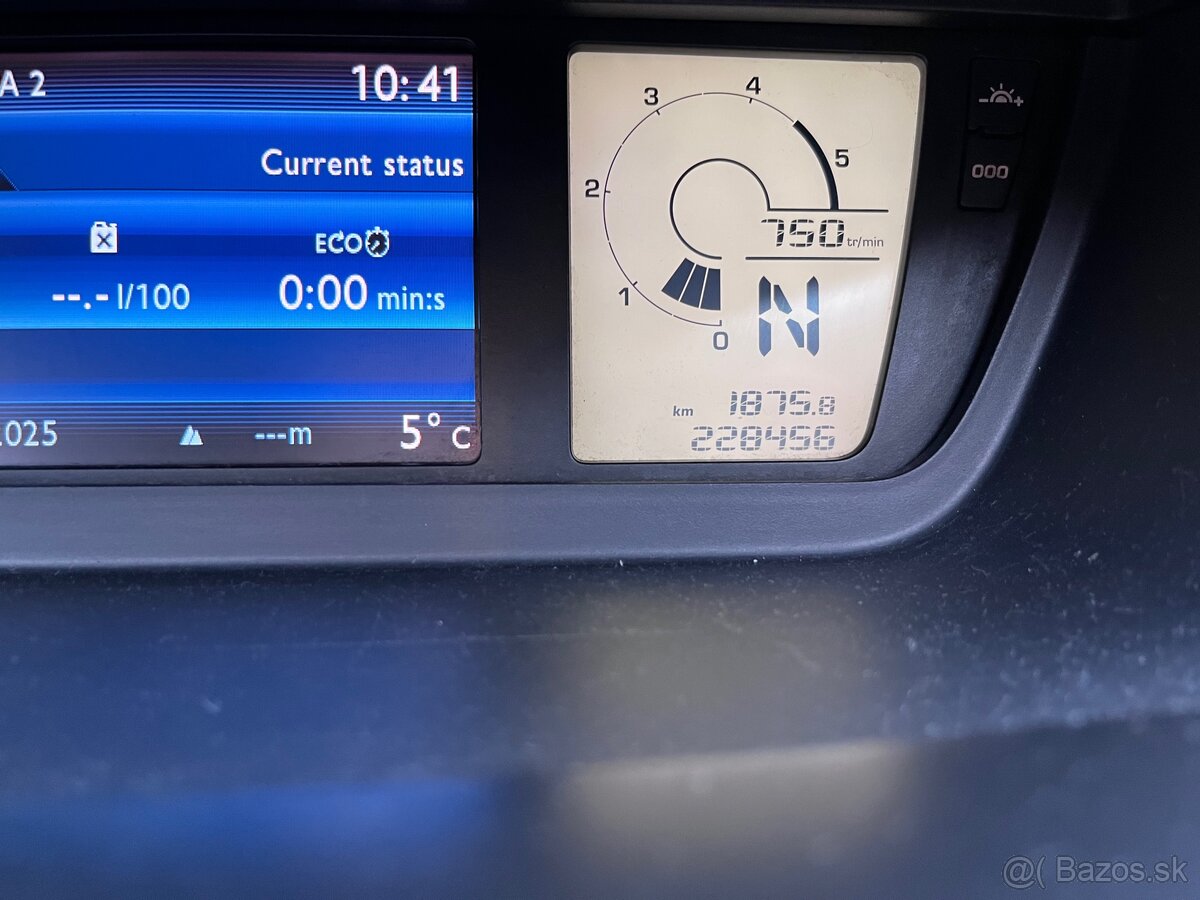 A 2
10:41
Current status
ECO
--.- l/100
0:00 min:s
---m
5° C
4
3
5
2
750 tr/min
1
0
N
km 1875.8
228456
- +
000
@( Bazos.sk